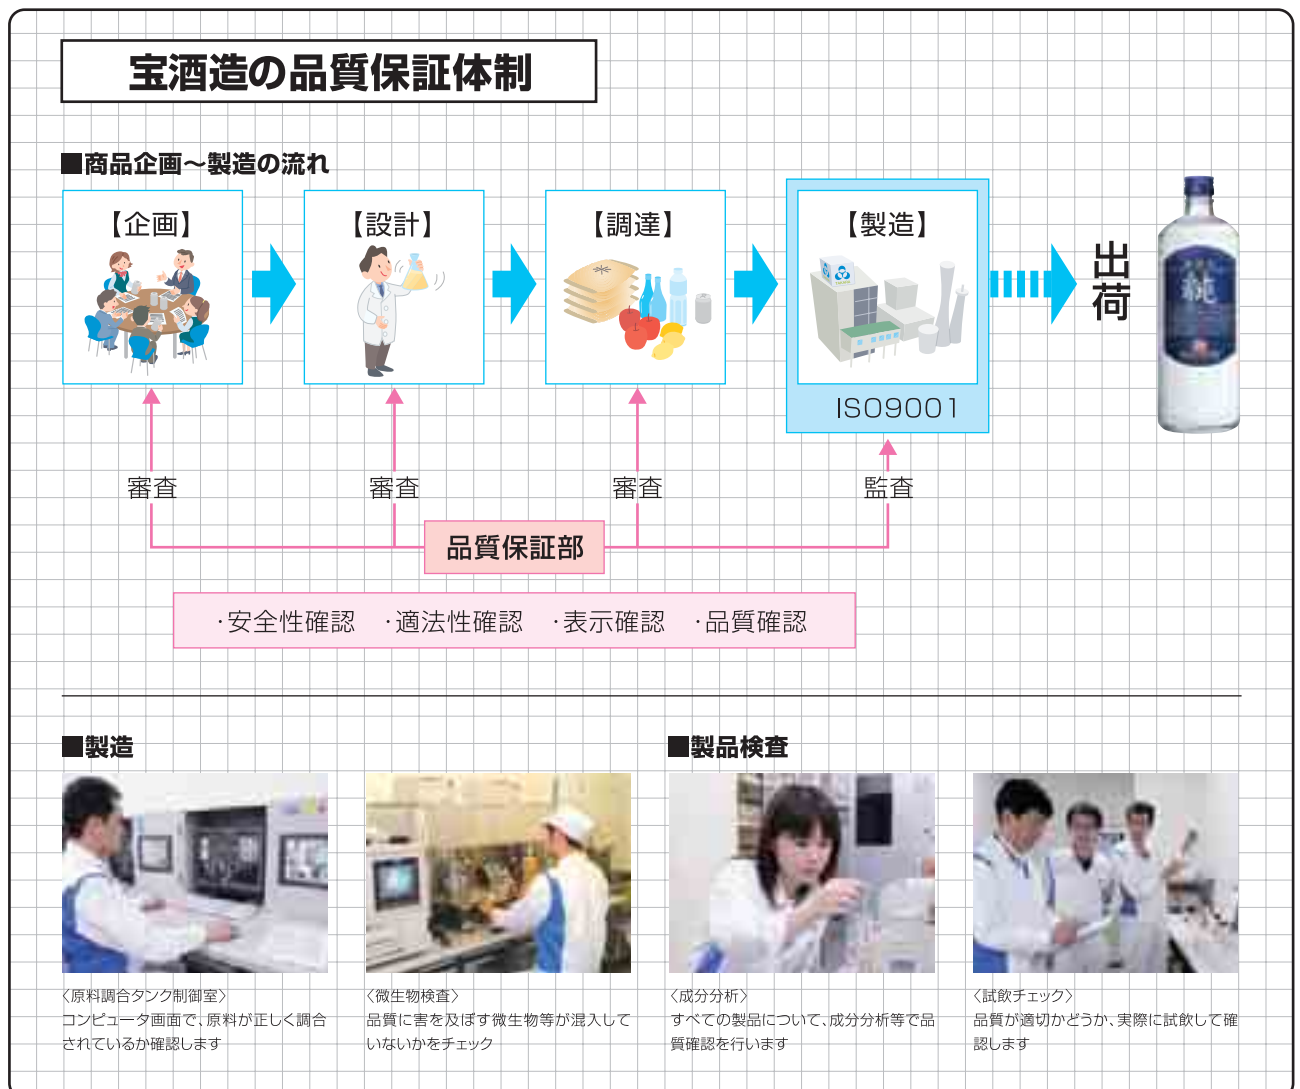 宝酒造の品質保証体制
■商品企画～製造の流れ
【企画】
【設計】
【調達】
【製造】
ISO9001
出荷
純
審査
審査
審査
監査
品質保証部
・安全性確認 ・適法性確認 ・表示確認 ・品質確認
■製造
■製品検査
〈原料調合タンク制御室〉
コンピュータ画面で、原料が正しく調合
されているか確認します
〈微生物検査〉
品質に害を及ぼす微生物等が混入して
いないかをチェック
〈成分分析〉
すべての製品について、成分分析等で品
質確認を行います
〈試飲チェック〉
品質が適切かどうか、実際に試飲して確
認します